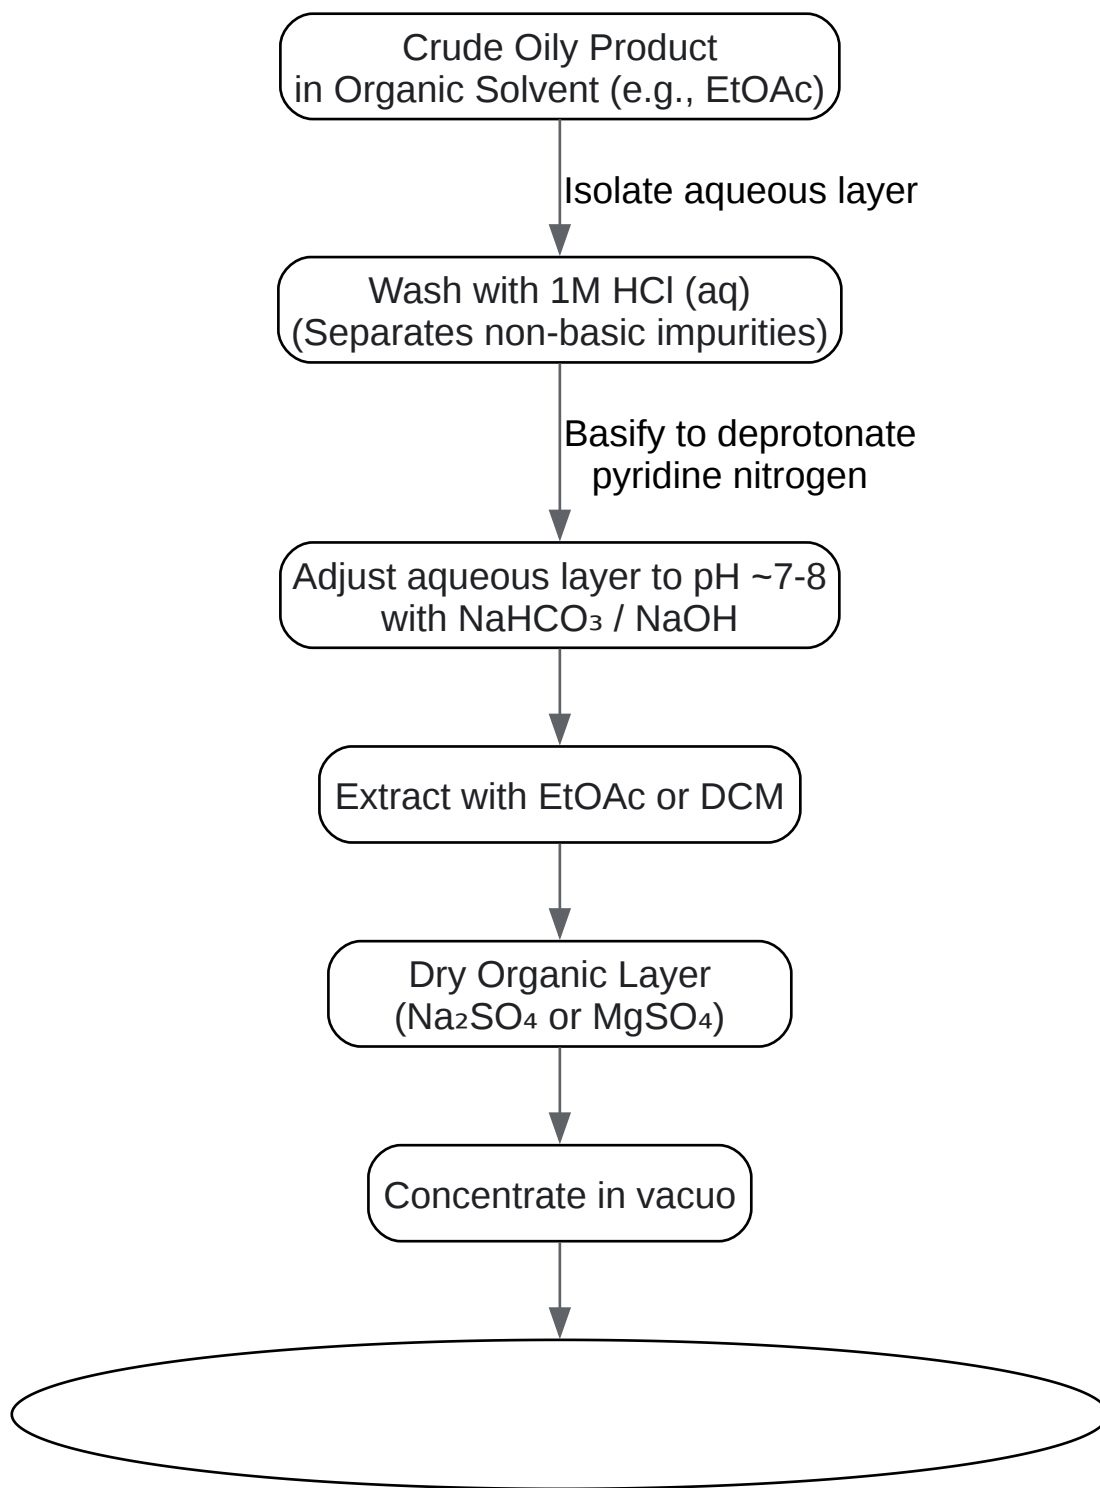 Crude Oily Product
in Organic Solvent (e.g., EtOAc)
Isolate aqueous layer
Wash with 1M HCl (aq)
(Separates non-basic impurities)
Basify to deprotonate
pyridine nitrogen
Adjust aqueous layer to pH ~7-8
with NaHCO₃ / NaOH
Extract with EtOAc or DCM
Dry Organic Layer
(Na₂SO₄ or MgSO₄)
Concentrate in vacuo